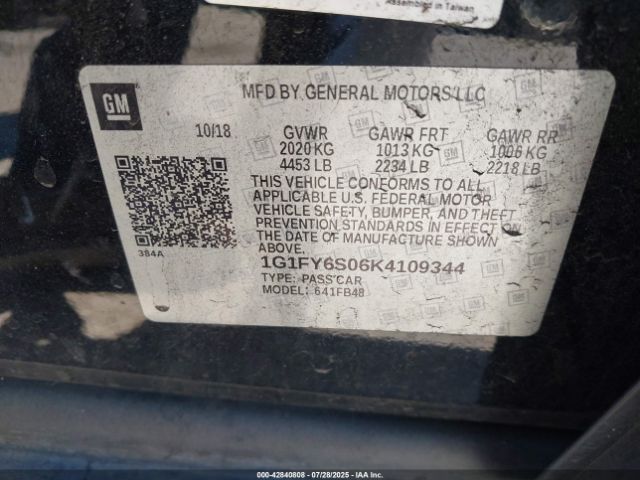 Assembled in Taiwan
GM
MFD BY GENERAL MOTORS LLC
10/18 GVWR GAWR FRT GAWR RR
2020 KG 1013 KG 1006 KG
4453 LB 2234 LB 2218 LB
THIS VEHICLE CONFORMS TO ALL
APPLICABLE U.S. FEDERAL MOTOR
VEHICLE SAFETY, BUMPER, AND THEFT
PREVENTION STANDARDS IN EFFECT ON
THE DATE OF MANUFACTURE SHOWN
ABOVE.
384A
1G1FY6S06K4109344
TYPE: PASS CAR
MODEL: 641FB48
IAA-42840808 | 07/28/2025 | IAAI.COM